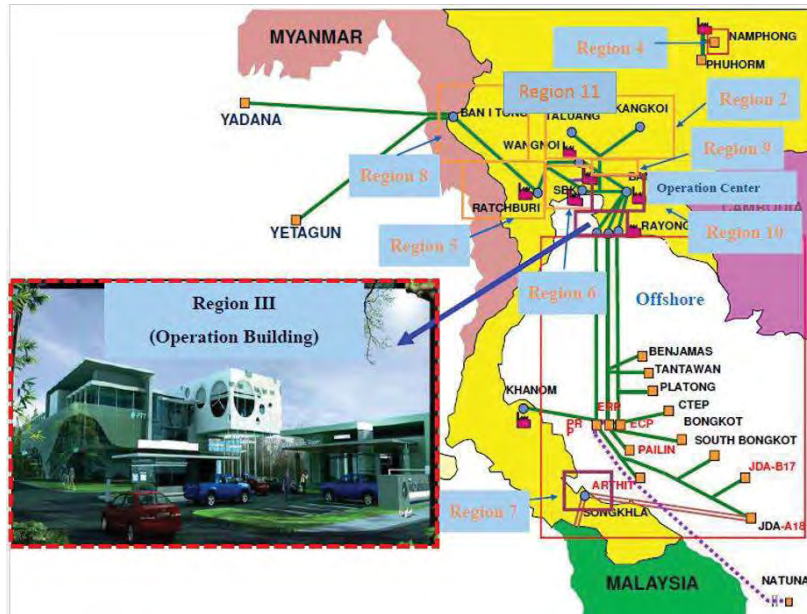 MYANMAR
NAMPHONG
Region 4
PHUHORM
Region 11
Region 2
YADANA
BAN I TONG
TALUANG
KANGKOI
WANGNOI
Region 9
Region 8
Operation Center
RATCHBURI
CAMBODIA
YETAGUN
RAYONG
Region 5
Region 10
Region 6
Region III
(Operation Building)
Offshore
BENJAMAS
TANTAWAN
PLATONG
KHANOM
CTEP
ERP
PR
P
ECP
BONGKOT
SOUTH BONGKOT
PAILIN
JDA-B17
ARTHIT
Region 7
SONGKHLA
JDA-A18
NATUNA
MALAYSIA